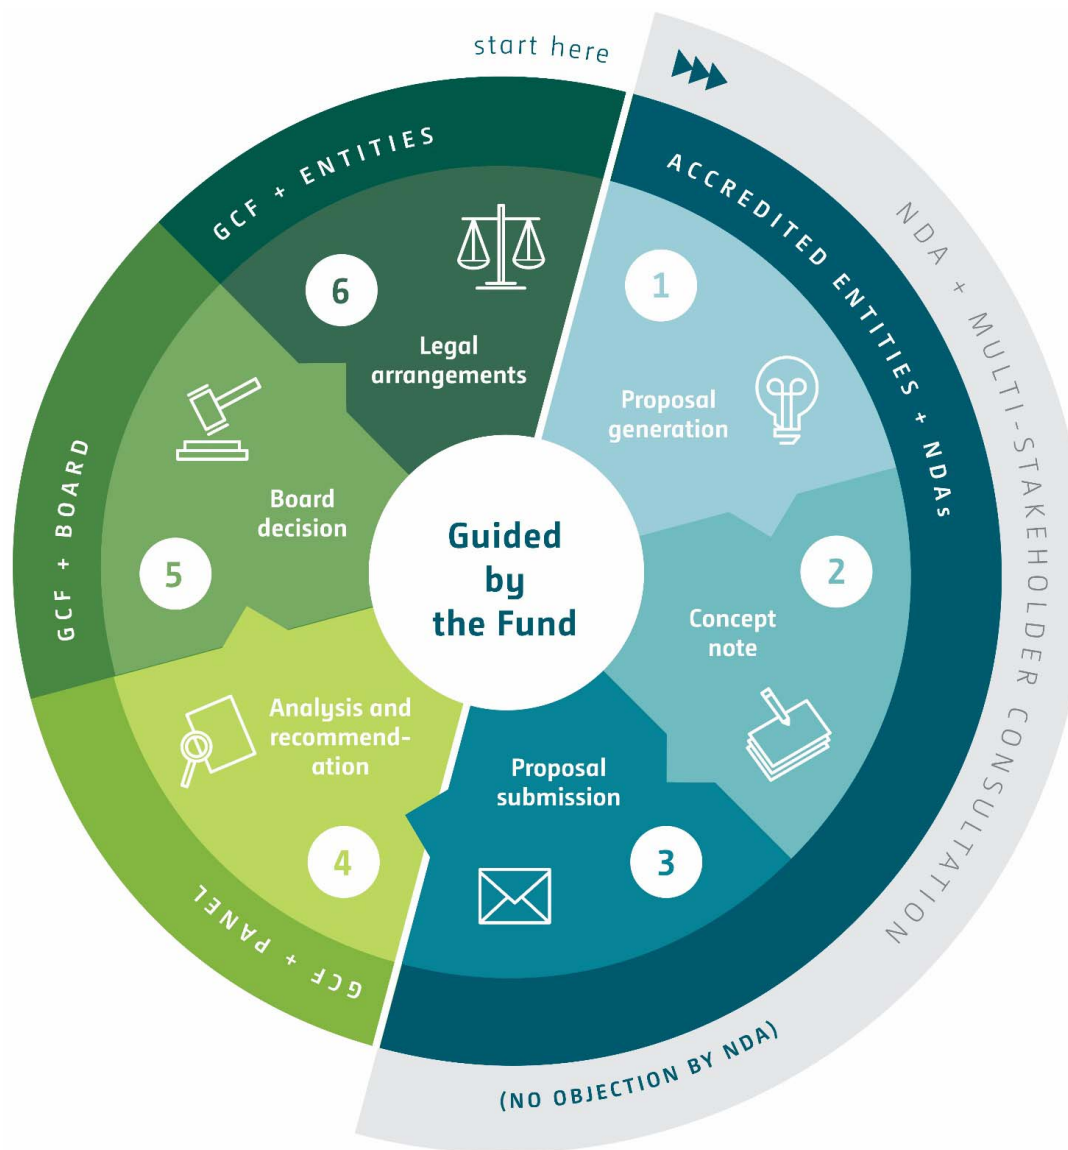 start here
ACCREDITED ENTITIES + NDAs
NDA + MULTI-STAKEHOLDER CONSULTATION
(NO OBJECTION BY NDA)
1
Proposal
generation
2
Concept
note
3
Proposal
submission
GCF + PANEL
4
Analysis and
recommend-
ation
GCF + BOARD
5
Board
decision
GCF + ENTITIES
6
Legal
arrangements
Guided
by
the Fund